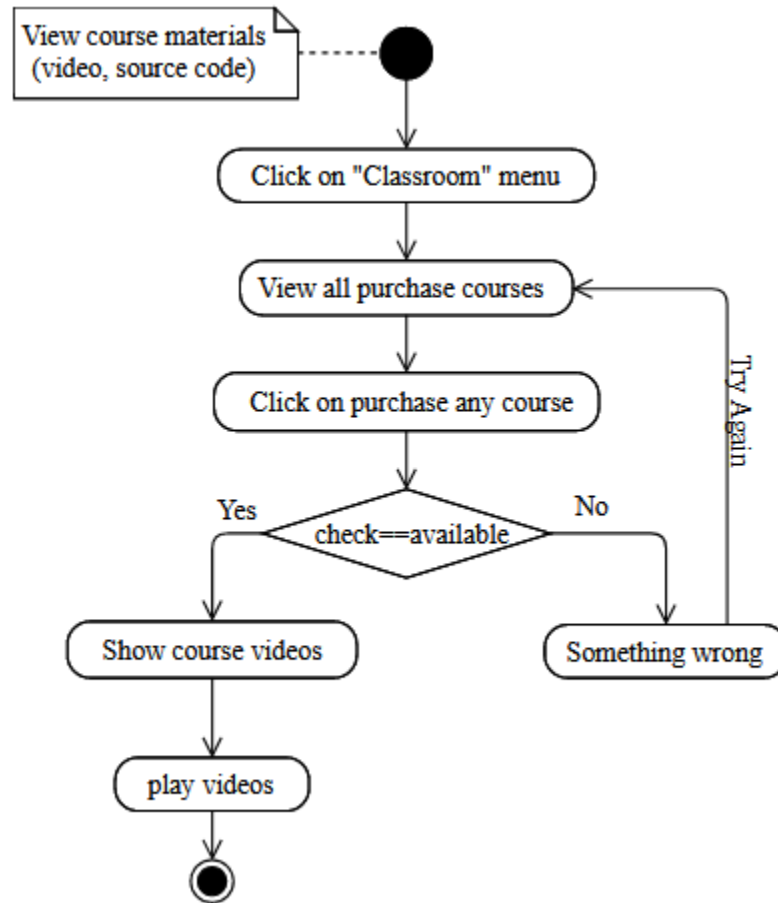 View course materials
(video, source code)
Click on "Classroom" menu
View all purchase courses
Click on purchase any course
Try Again
Yes
No
check==available
Show course videos
Something wrong
play videos